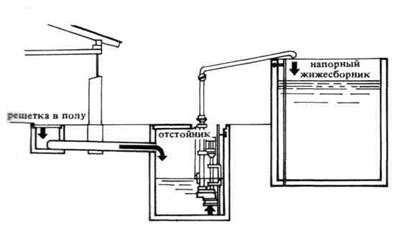 напорный
жижесборник
решетка в полу
отстойник